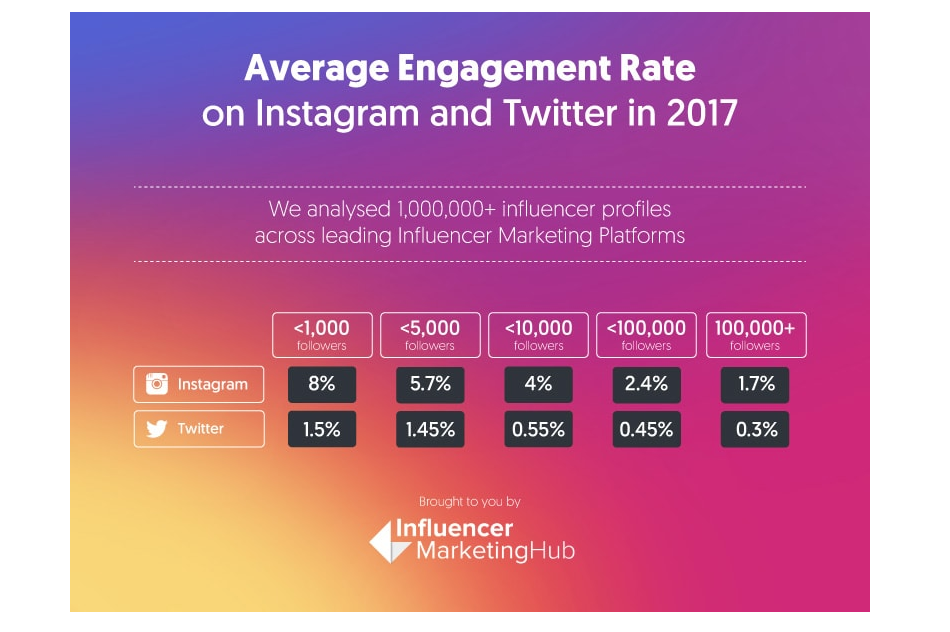 Average Engagement Rate
on Instagram and Twitter in 2017
We analysed 1,000,000+ influencer profiles
across leading Influencer Marketing Platforms
<1,000 <5,000 <10,000 <100,000 100,000+
followers followers followers followers followers
Instagram 8% 5.7% 4% 2.4% 1.7%
Twitter 1.5% 1.45% 0.55% 0.45% 0.3%
Brought to you by
Influencer
MarketingHub